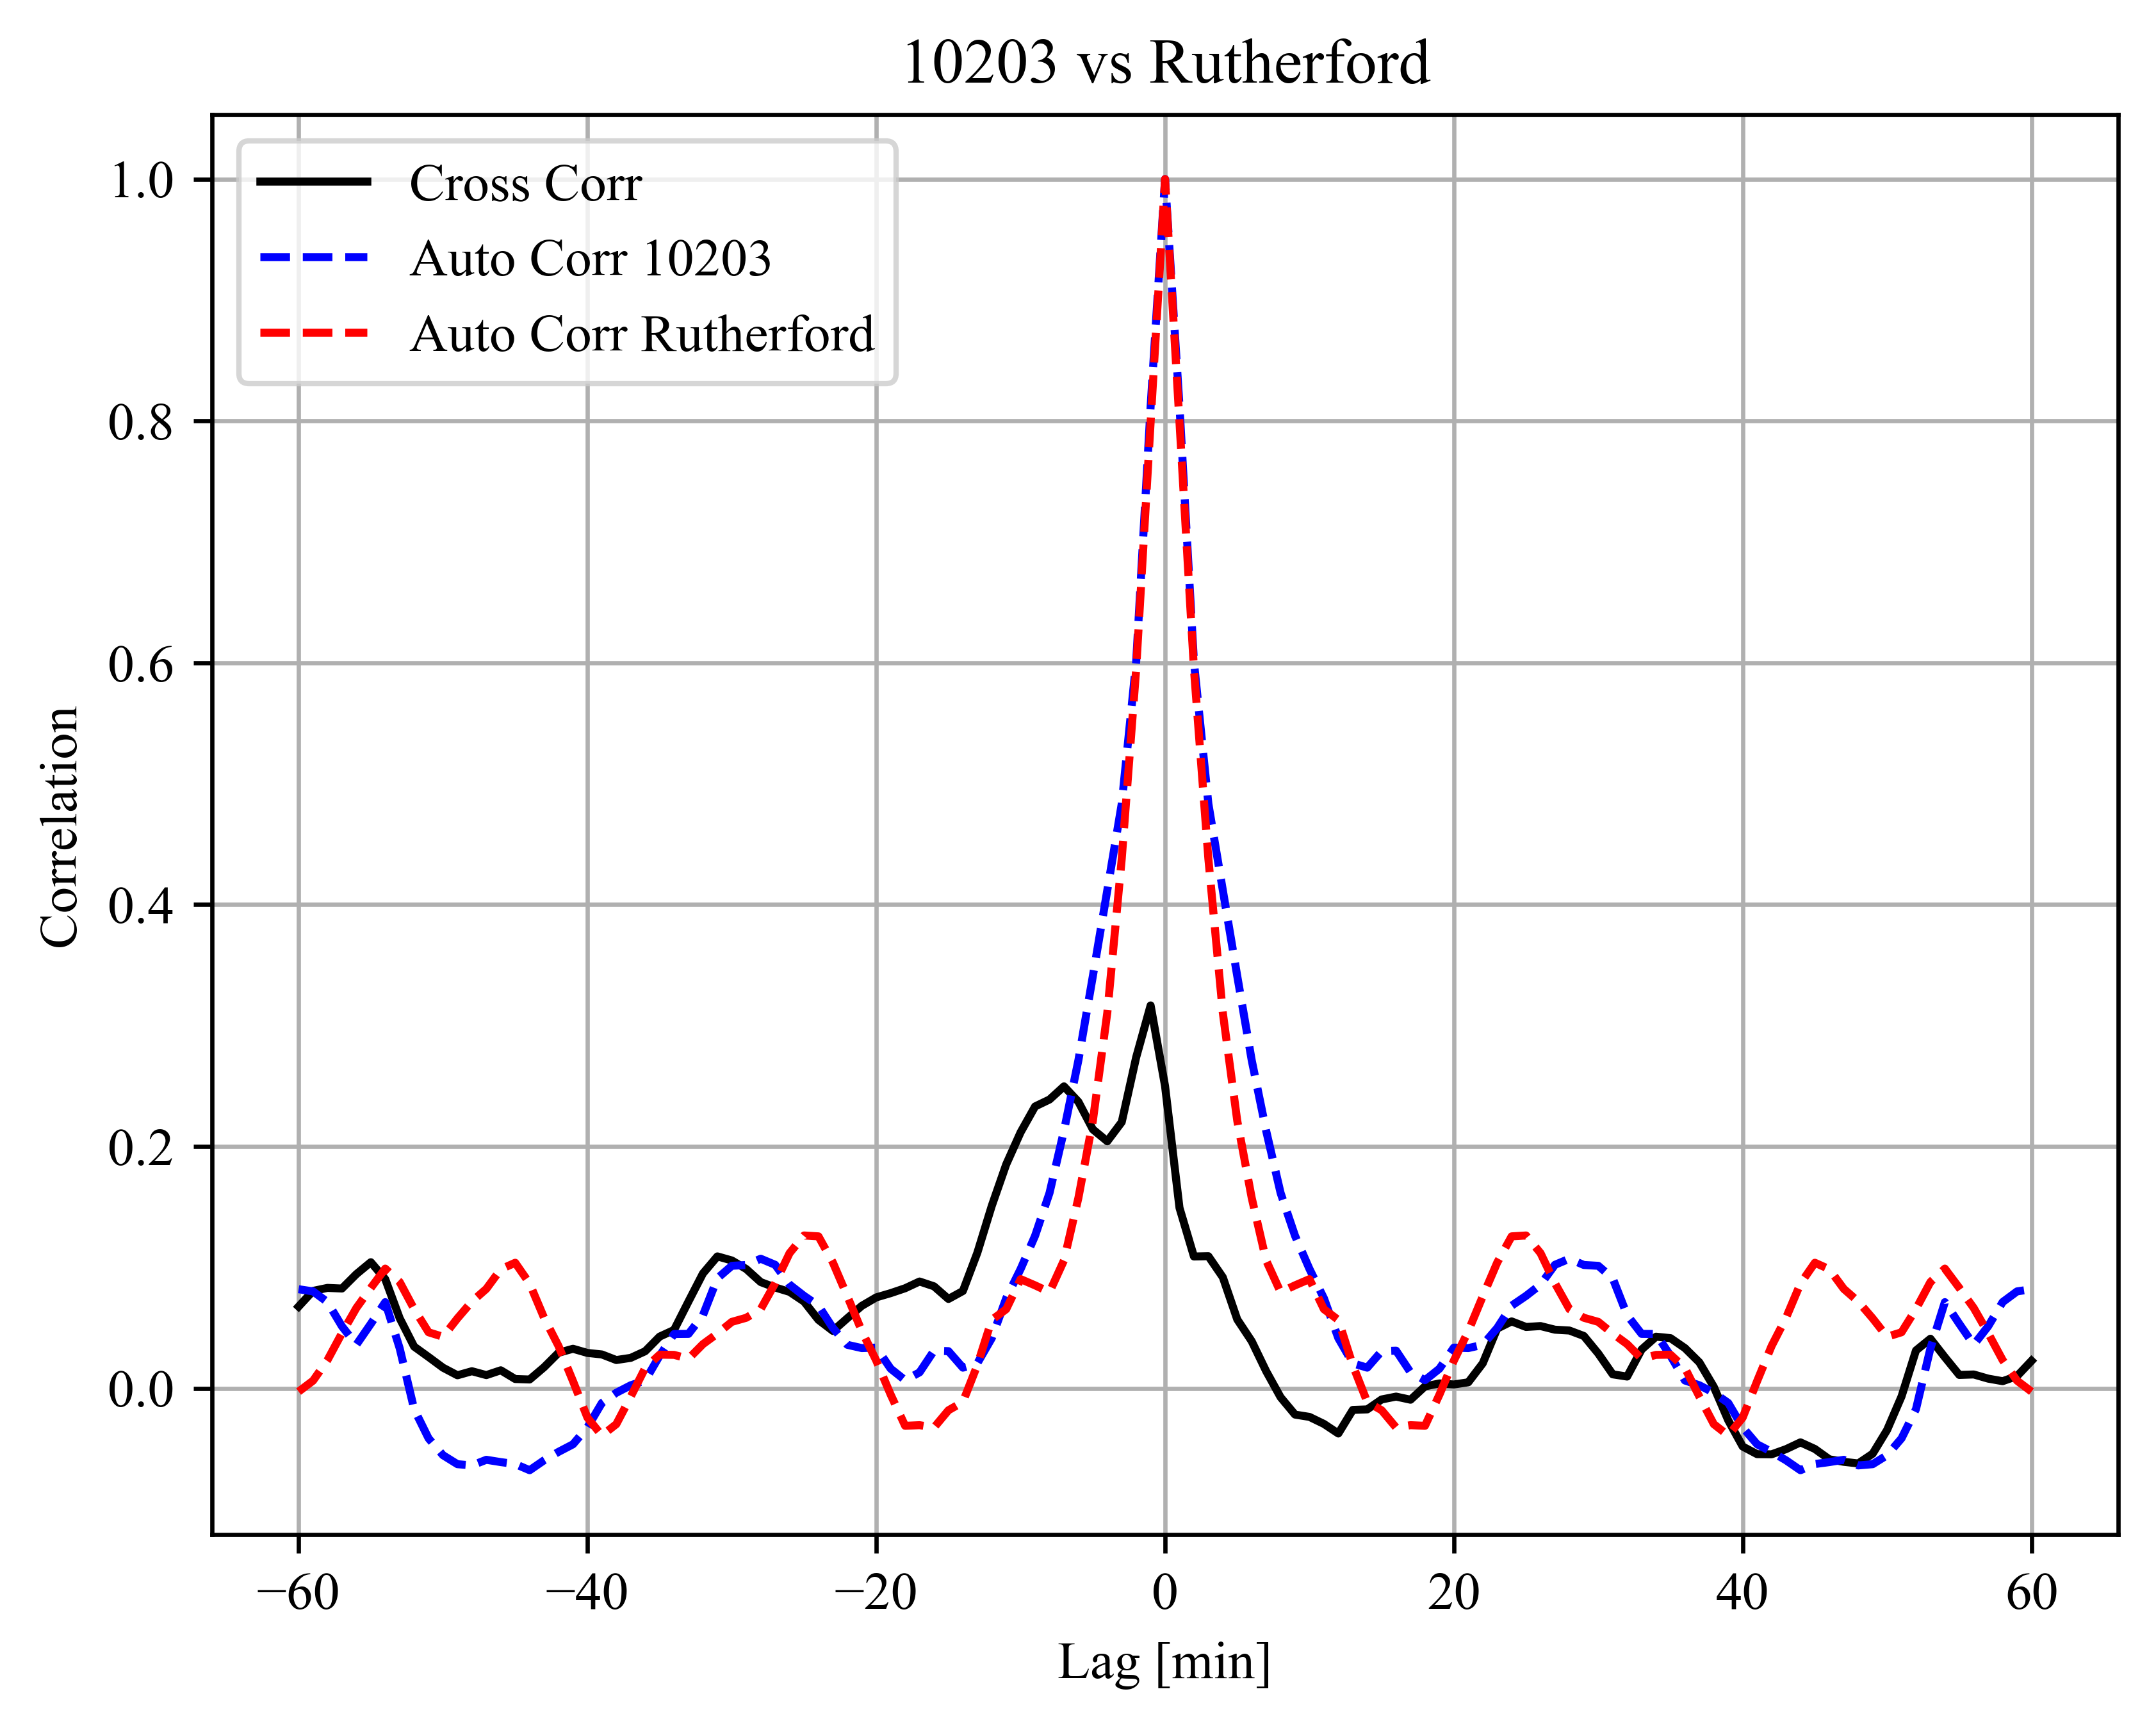 10203 vs Rutherford
Cross Corr
Auto Corr 10203
Auto Corr Rutherford
1.0
0.8
0.6
0.4
0.2
0.0
Correlation
−60 −40 −20 0 20 40 60
Lag [min]